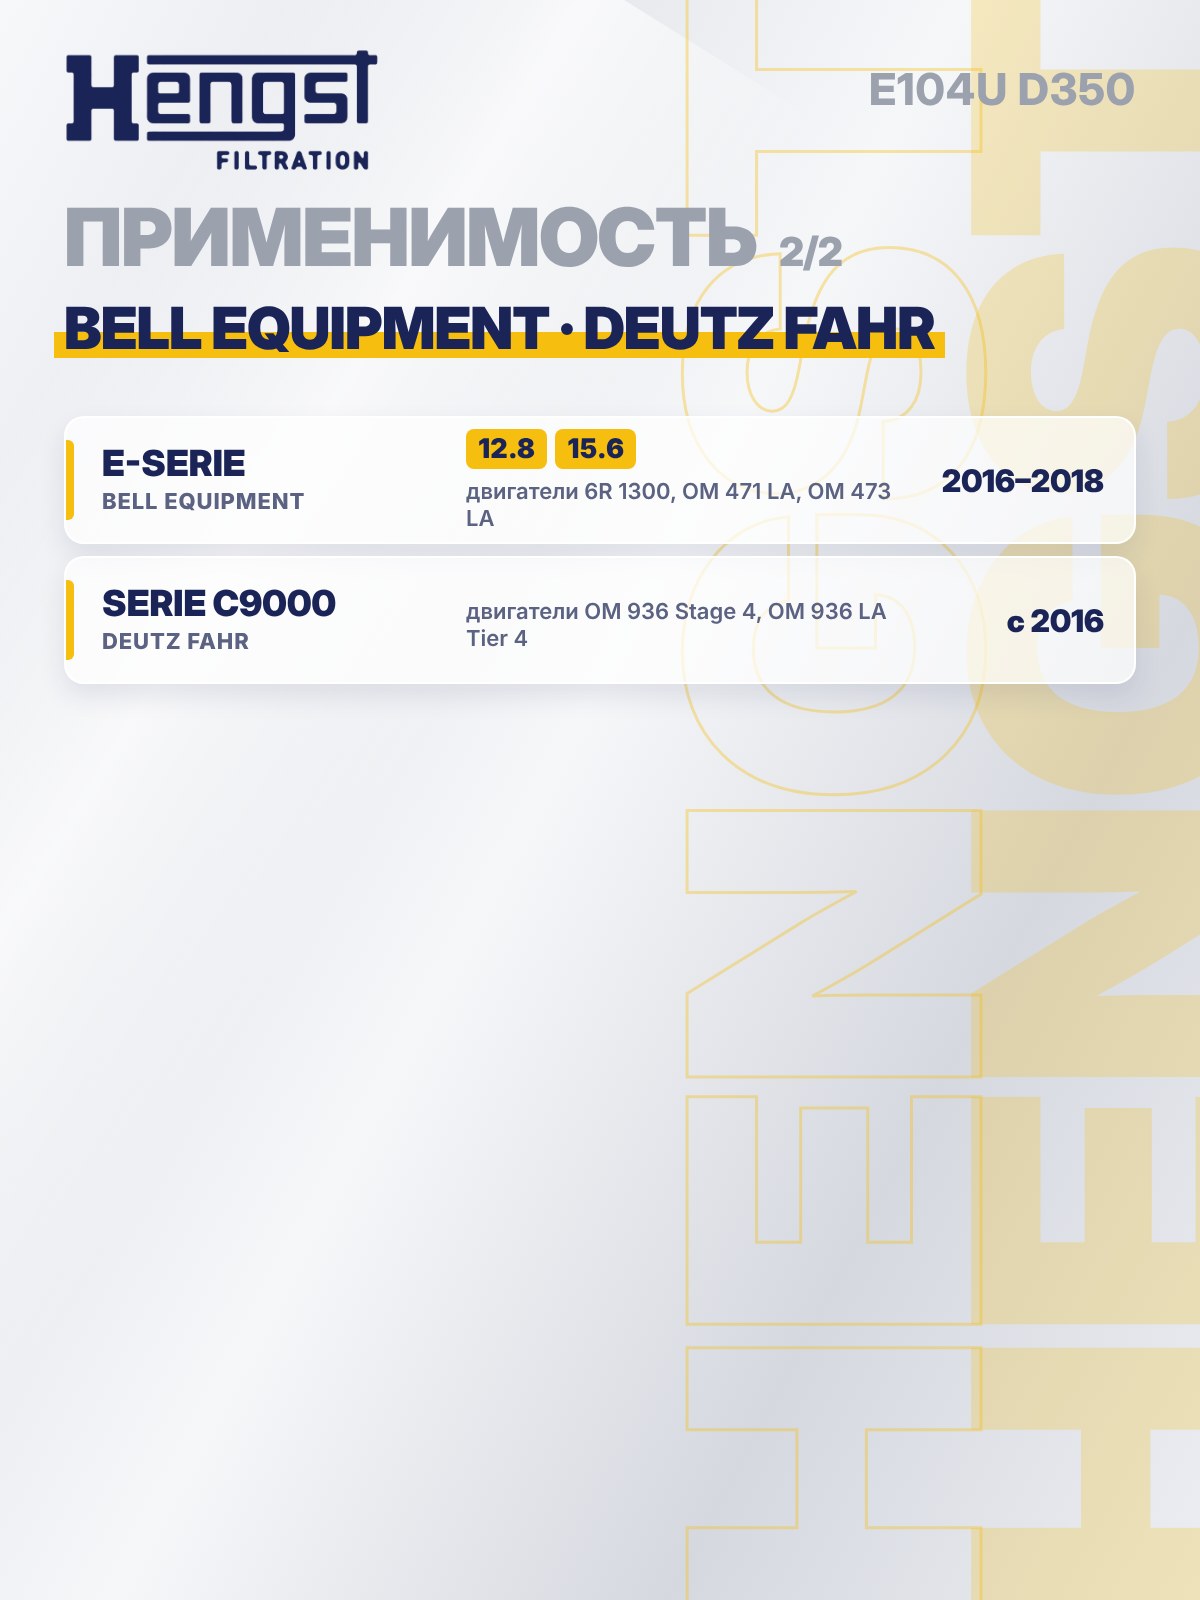 Hengst
FILTRATION
E104U D350
ПРИМЕНИМОСТЬ 2/2
BELL EQUIPMENT · DEUTZ FAHR
E-SERIE
BELL EQUIPMENT
12.8 15.6
двигатели 6R 1300, OM 471 LA, OM 473
LA
2016–2018
SERIE C9000
DEUTZ FAHR
двигатели OM 936 Stage 4, OM 936 LA
Tier 4
с 2016
HENGST
HENGST